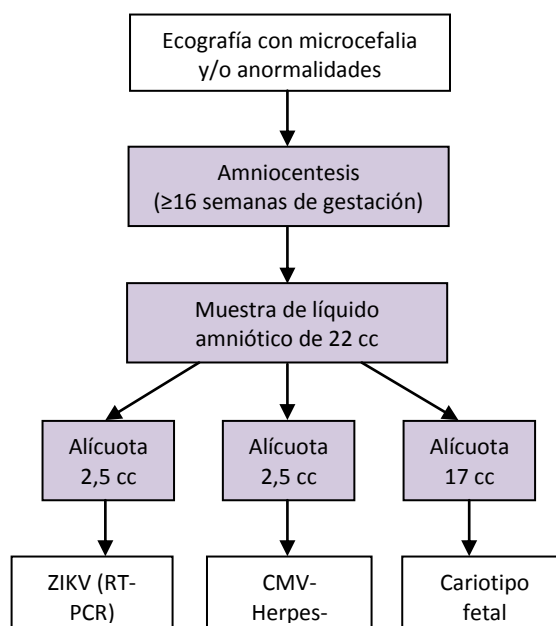 Ecografía con microcefalia
y/o anormalidades
Amniocentesis
(≥16 semanas de gestación)
Muestra de líquido
amniótico de 22 cc
Alícuota
2,5 cc
Alícuota
2,5 cc
Alícuota
17 cc
ZIKV (RT-
PCR)
CMV-
Herpes-
Cariotipo
fetal